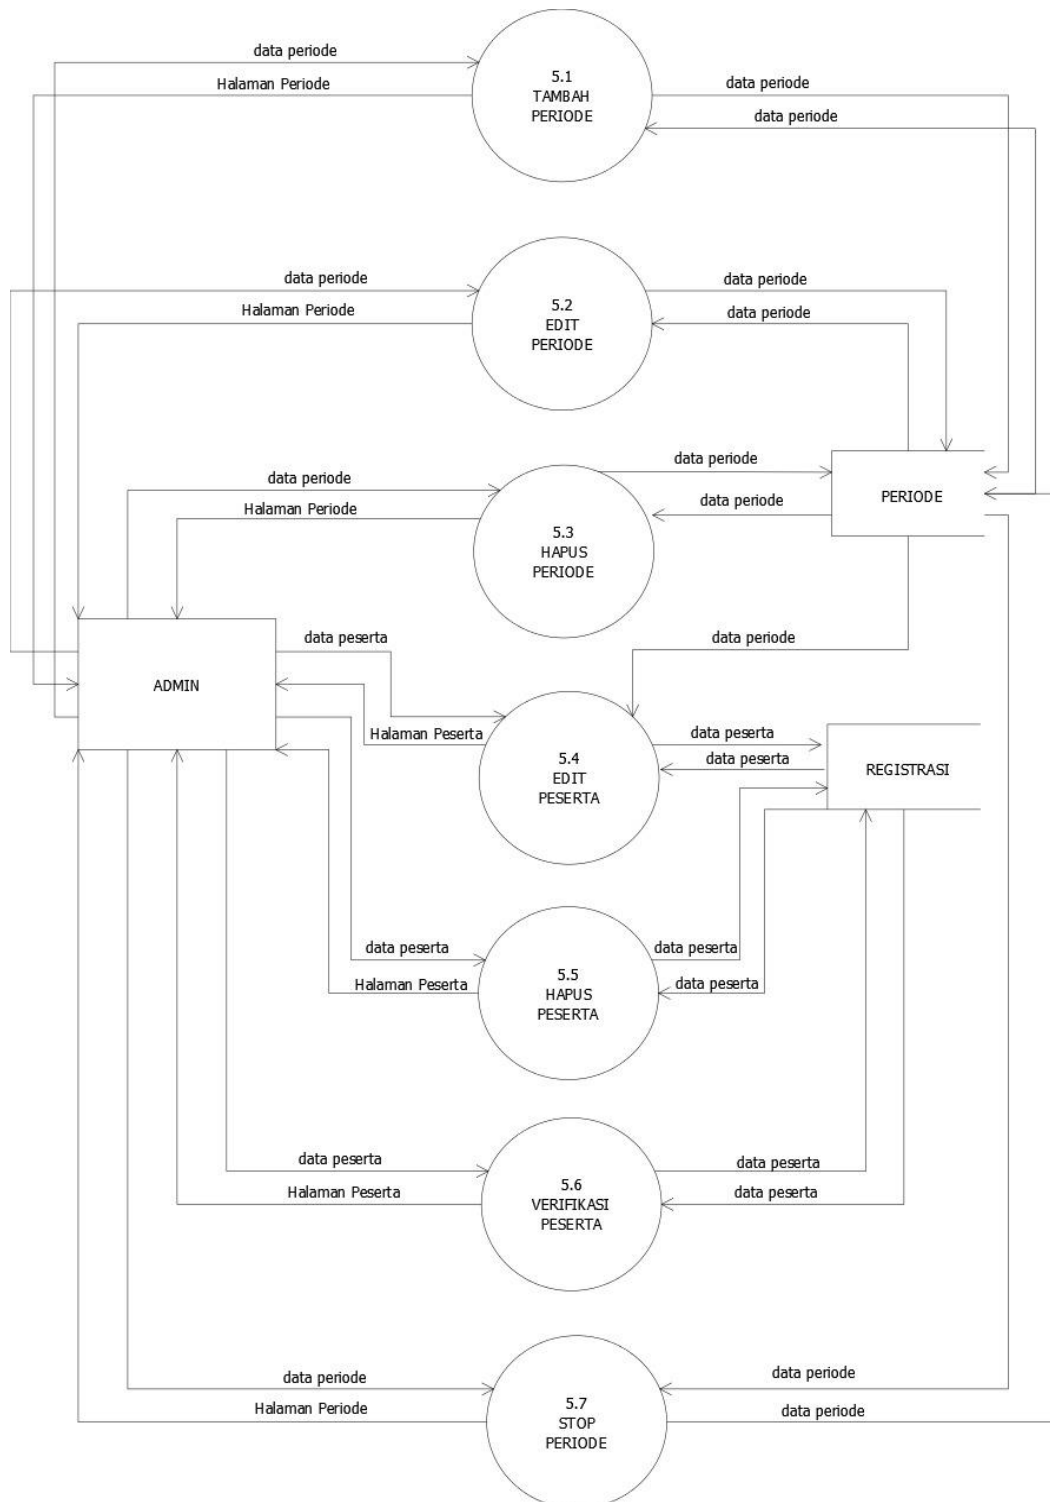 data periode
Halaman Periode
5.1
TAMBAH
PERIODE
data periode
data periode
data periode
Halaman Periode
5.2
EDIT
PERIODE
data periode
data periode
data periode
Halaman Periode
5.3
HAPUS
PERIODE
data periode
data periode
PERIODE
ADMIN
data peserta
Halaman Peserta
data periode
5.4
EDIT
PESERTA
data peserta
data peserta
REGISTRASI
data peserta
Halaman Peserta
5.5
HAPUS
PESERTA
data peserta
data peserta
data peserta
Halaman Peserta
5.6
VERIFIKASI
PESERTA
data peserta
data peserta
data periode
Halaman Periode
5.7
STOP
PERIODE
data periode
data periode